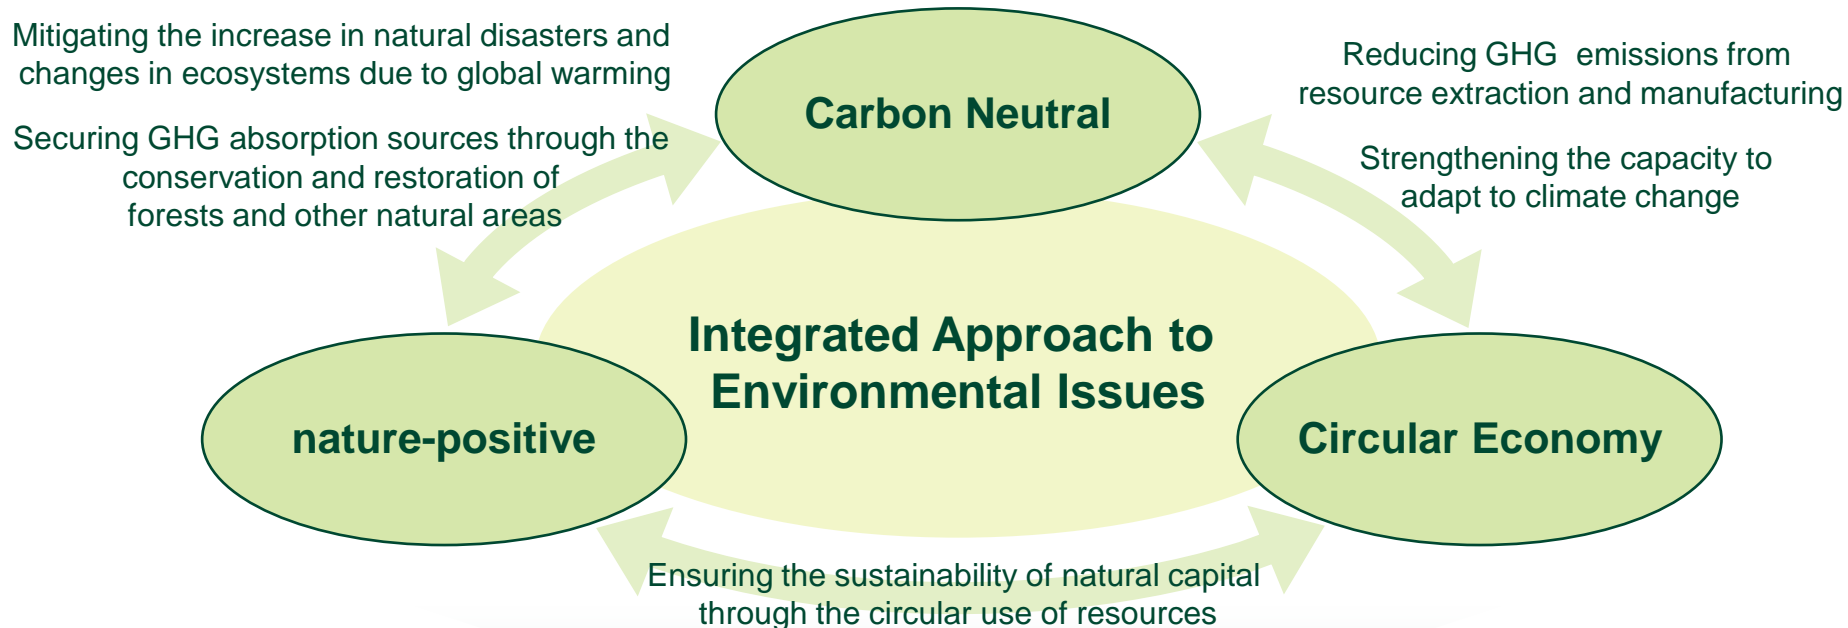 Mitigating the increase in natural disasters and
changes in ecosystems due to global warming
Securing GHG absorption sources through the
conservation and restoration of
forests and other natural areas
Carbon Neutral
Reducing GHG emissions from
resource extraction and manufacturing
Strengthening the capacity to
adapt to climate change
Integrated Approach to
Environmental Issues
nature-positive
Circular Economy
Ensuring the sustainability of natural capital
through the circular use of resources